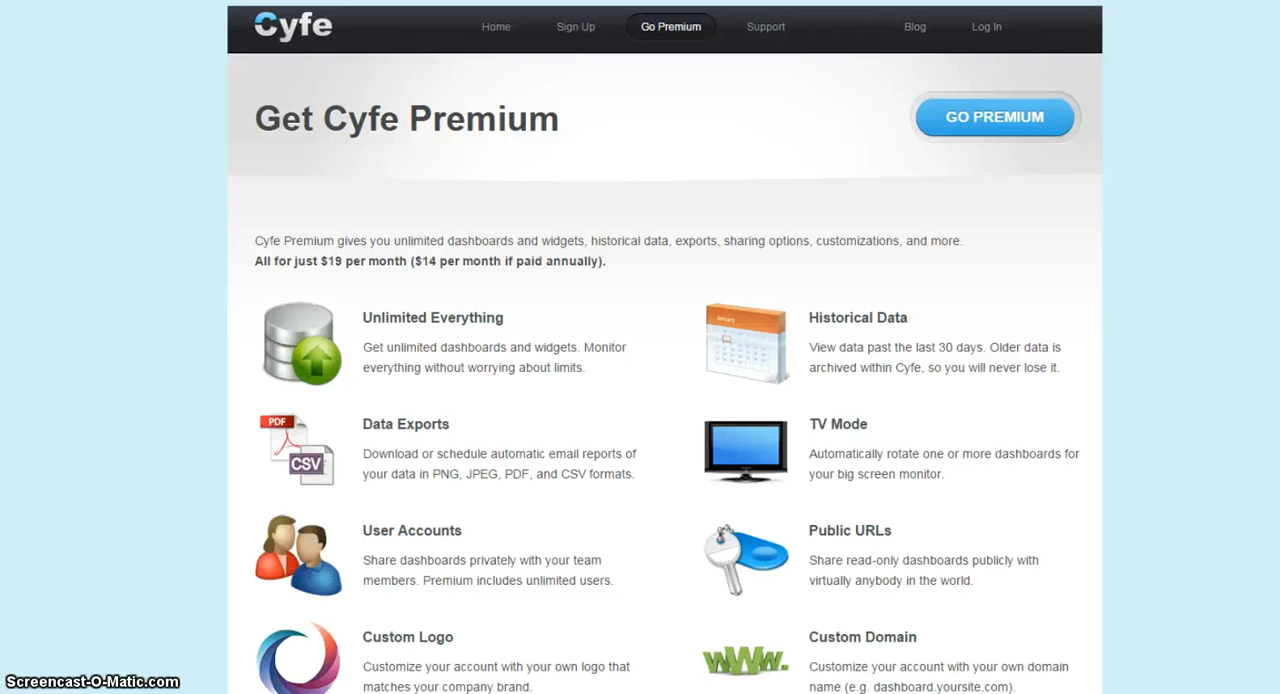 Cyfe
Home Sign Up Go Premium Support Blog Log In
Get Cyfe Premium
GO PREMIUM
Cyfe Premium gives you unlimited dashboards and widgets, historical data, exports, sharing options, customizations, and more.
All for just $19 per month ($14 per month if paid annually).
Unlimited Everything
Get unlimited dashboards and widgets. Monitor
everything without worrying about limits.
January
Historical Data
View data past the last 30 days. Older data is
archived within Cyfe, so you will never lose it.
PDF
CSV
Data Exports
Download or schedule automatic email reports of
your data in PNG, JPEG, PDF, and CSV formats.
TV Mode
Automatically rotate one or more dashboards for
your big screen monitor.
User Accounts
Share dashboards privately with your team
members. Premium includes unlimited users.
Public URLs
Share read-only dashboards publicly with
virtually anybody in the world.
Custom Logo
Customize your account with your own logo that
matches your company brand.
www.
Custom Domain
Customize your account with your own domain
name (e.g. dashboard.yoursite.com).
Screencast-O-Matic.com